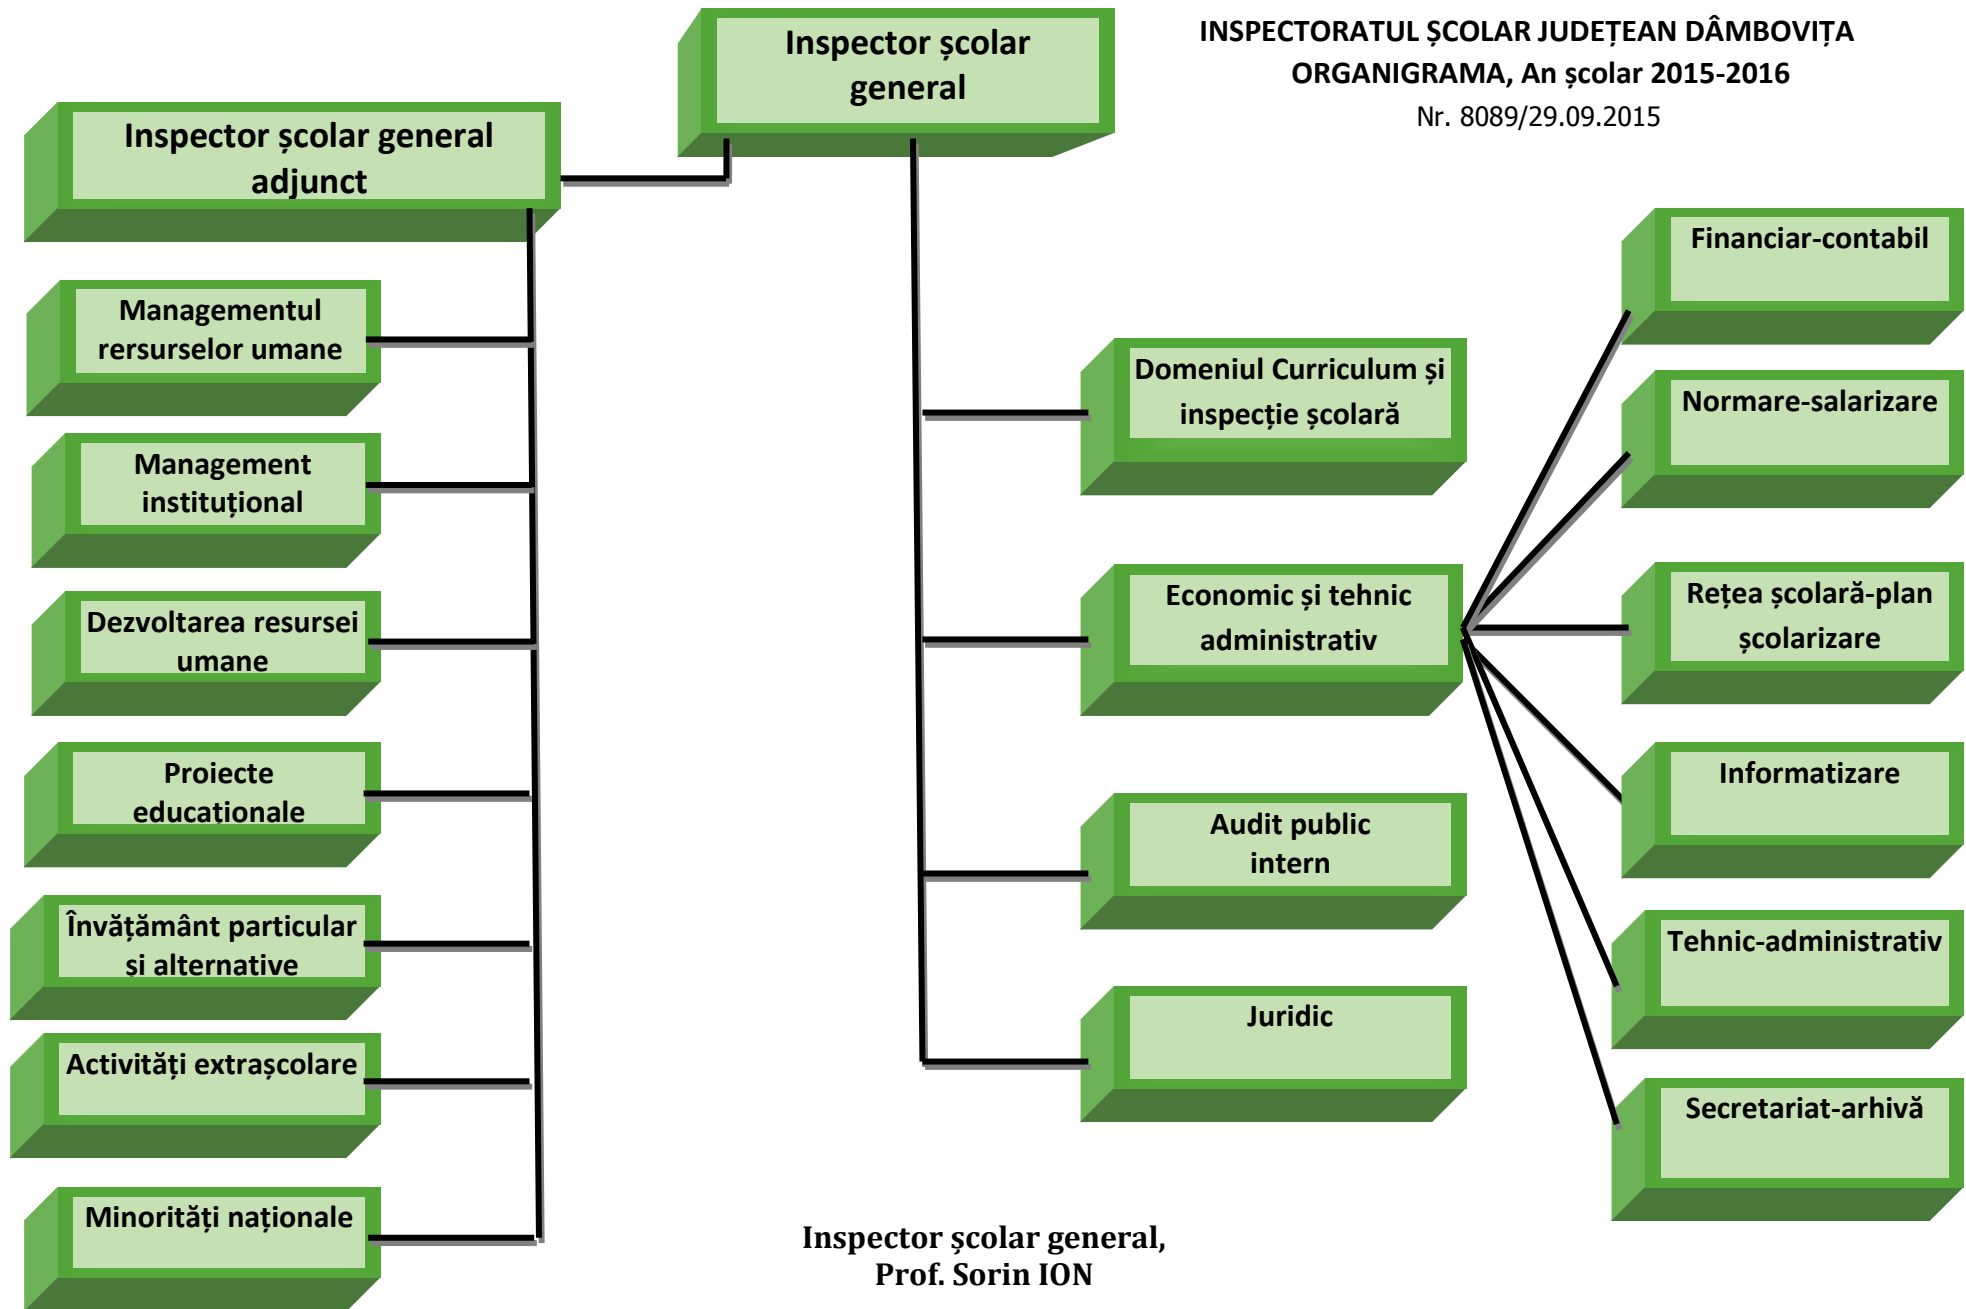 INSPECTORATUL ȘCOLAR JUDEȚEAN DÂMBOVIȚA
ORGANIGRAMA, An școlar 2015-2016
Nr. 8089/29.09.2015
Inspector școlar
general
Inspector școlar general
adjunct
Managementul
rersurselor umane
Management
instituțional
Dezvoltarea resursei
umane
Proiecte
educaționale
Învățământ particular
și alternative
Activități extrașcolare
Minorități naționale
Domeniul Curriculum și
inspecție școlară
Economic și tehnic
administrativ
Audit public
intern
Juridic
Financiar-contabil
Normare-salarizare
Rețea școlară-plan
școlarizare
Informatizare
Tehnic-administrativ
Secretariat-arhivă
Inspector școlar general,
Prof. Sorin ION